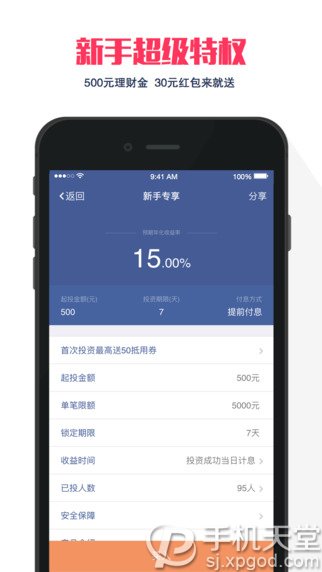 新手超级特权
500元理财金 30元红包来就送
9:41 AM
100%
返回 新手专享 分享
预期年化收益率
15.00%
起投金额(元) 投资期限(天) 付息方式
500 7 提前付息
首次投资最高送50抵用券
起投金额 500元
单笔限额 5000元
锁定期限 7天
收益时间 投资成功当日计息
已投人数 95人
安全保障
手机天堂
sj.xpgod.com